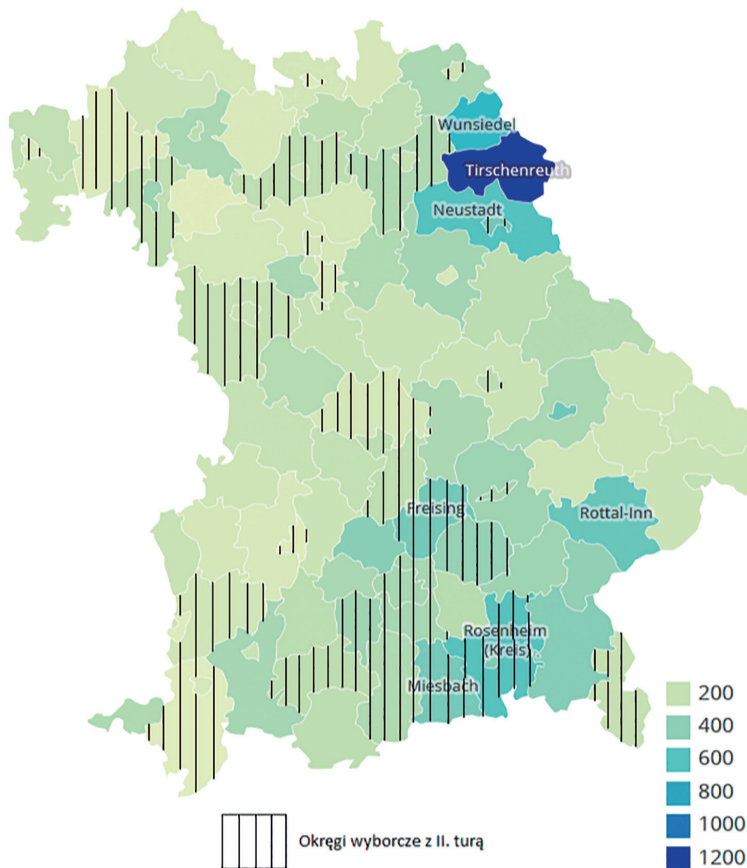 Wunsiedel
Tirschenreuth
Neustadt
Freising
Rottal-Inn
Rosenheim
(Kreis)
Miesbach
200
400
600
800
1000
1200
Okręgi wyborcze z II. turą